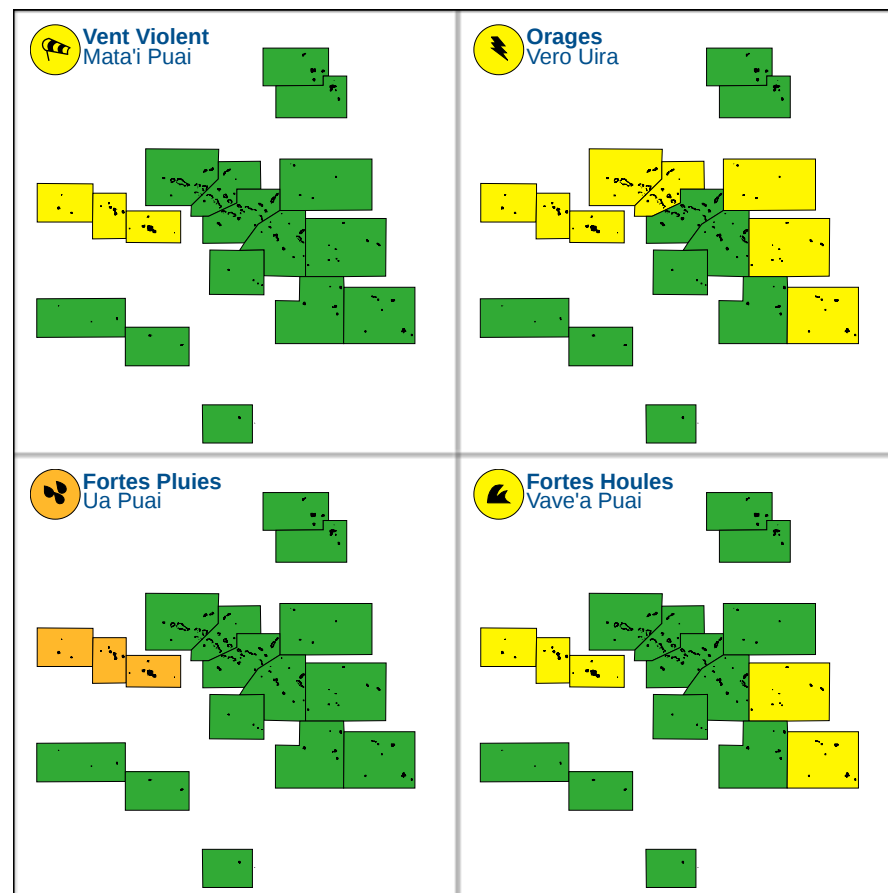 Vent Violent
Mata'i Puai
Orages
Vero Uira
Fortes Pluies
Ua Puai
Fortes Houles
Vave'a Puai